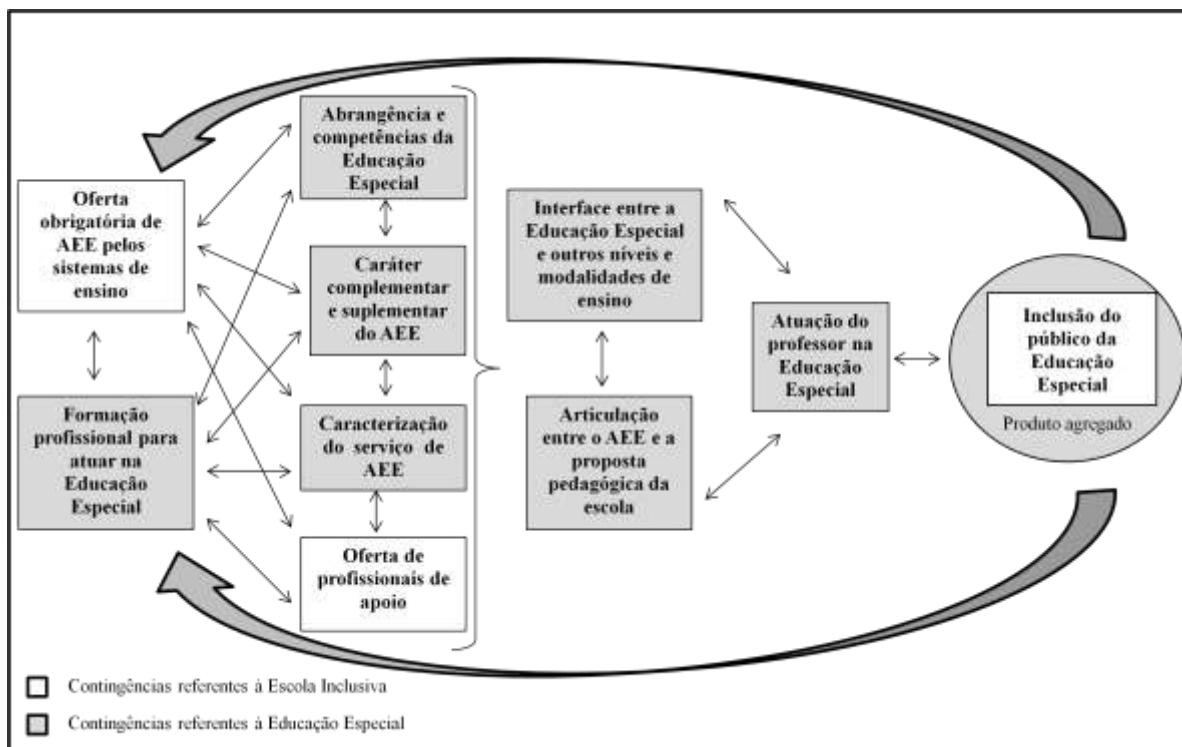 Oferta
obrigatória de
AEE pelos
sistemas de
ensino
Formação
profissional para
atuar na
Educação
Especial
Abrangência e
competências da
Educação
Especial
Caráter
complementar
e suplementar
do AEE
Caracterização
do serviço de
AEE
Oferta de
profissionais de
apoio
Interface entre a
Educação Especial
e outros níveis e
modalidades de
ensino
Articulação
entre o AEE e a
proposta
pedagógica da
escola
Atuação do
professor na
Educação
Especial
Inclusão do
público da
Educação
Especial
Produto agregado
Contingências referentes à Escola Inclusiva
Contingências referentes à Educação Especial